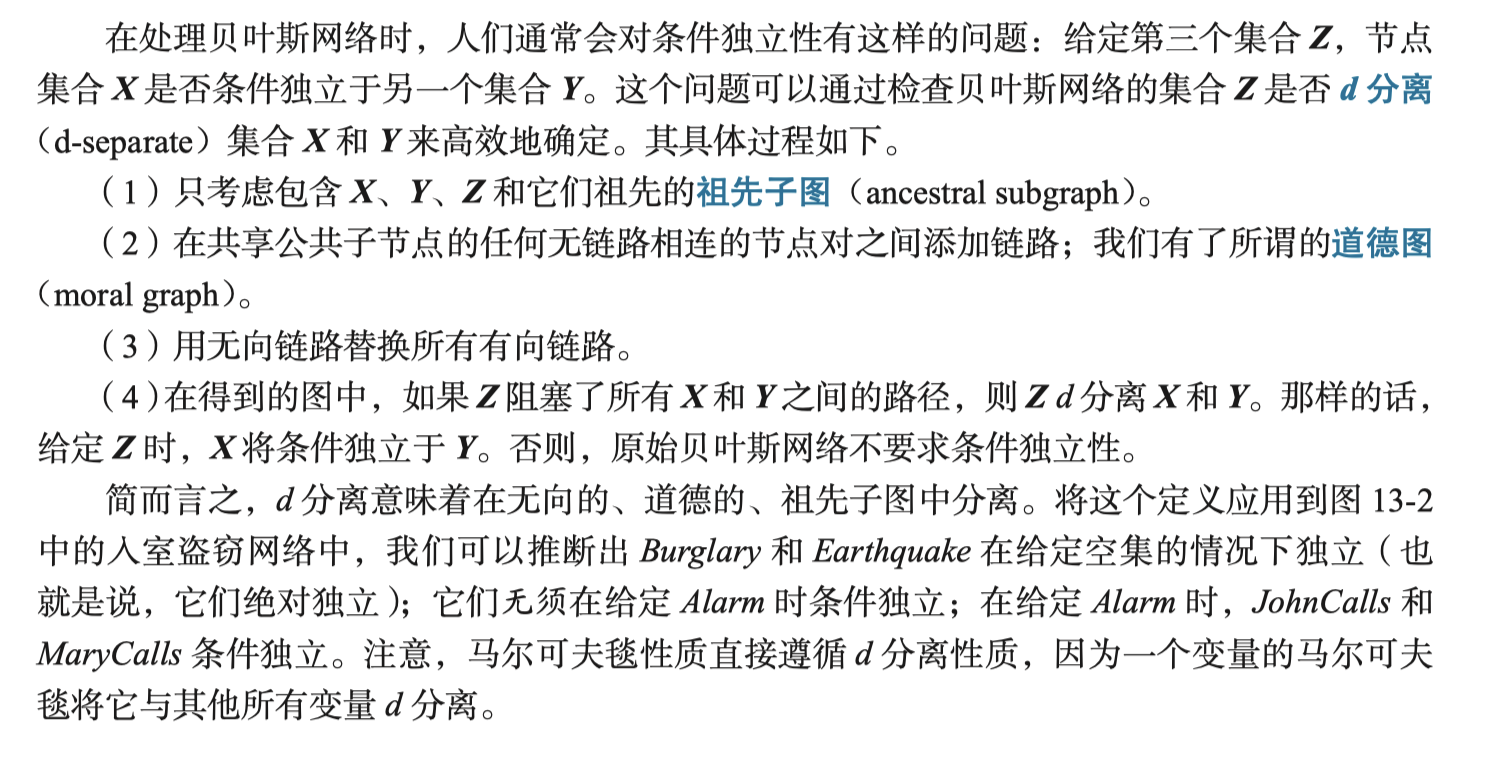 在处理贝叶斯网络时，人们通常会对条件独立性有这样的问题：给定第三个集合 Z，节点
集合 X 是否条件独立于另一个集合 Y。这个问题可以通过检查贝叶斯网络的集合 Z 是否 d 分离
（d-separate）集合 X 和 Y 来高效地确定。其具体过程如下。
（1）只考虑包含 X、Y、Z 和它们祖先的祖先子图（ancestral subgraph）。
（2）在共享公共子节点的任何无链路相连的节点对之间添加链路；我们有了所谓的道德图
（moral graph）。
（3）用无向链路替换所有有向链路。
（4）在得到的图中，如果 Z 阻塞了所有 X 和 Y 之间的路径，则 Z d 分离 X 和 Y。那样的话，
给定 Z 时，X 将条件独立于 Y。否则，原始贝叶斯网络不要求条件独立性。
简而言之，d 分离意味着在无向的、道德的、祖先子图中分离。将这个定义应用到图 13-2
中的入室盗窃网络中，我们可以推断出 Burglary 和 Earthquake 在给定空集的情况下独立（也
就是说，它们绝对独立）；它们无须在给定 Alarm 时条件独立；在给定 Alarm 时，JohnCalls 和
MaryCalls 条件独立。注意，马尔可夫毯性质直接遵循 d 分离性质，因为一个变量的马尔可夫
毯将它与其他所有变量 d 分离。